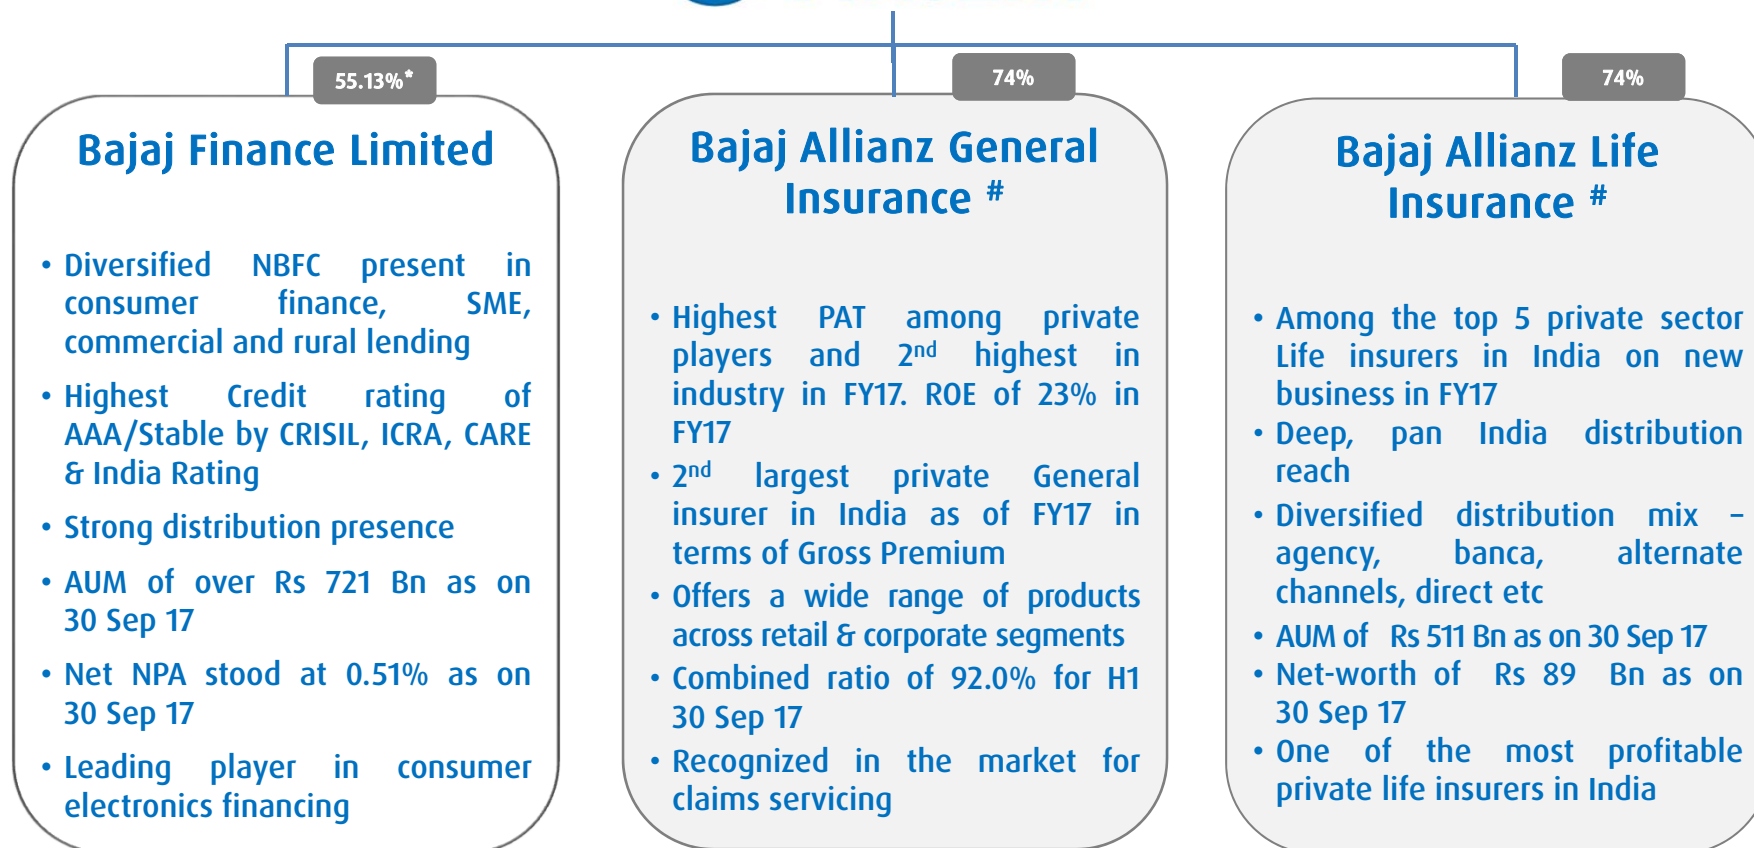 55.13%*
Bajaj Finance Limited
• Diversified NBFC present in
consumer finance, SME,
commercial and rural lending
• Highest Credit rating of
AAA/Stable by CRISIL, ICRA, CARE
& India Rating
• Strong distribution presence
• AUM of over Rs 721 Bn as on
30 Sep 17
• Net NPA stood at 0.51% as on
30 Sep 17
• Leading player in consumer
electronics financing
74%
Bajaj Allianz General
Insurance #
• Highest PAT among private
players and 2nd highest in
industry in FY17. ROE of 23% in
FY17
• 2nd largest private General
insurer in India as of FY17 in
terms of Gross Premium
• Offers a wide range of products
across retail & corporate segments
• Combined ratio of 92.0% for H1
30 Sep 17
• Recognized in the market for
claims servicing
74%
Bajaj Allianz Life
Insurance #
• Among the top 5 private sector
Life insurers in India on new
business in FY17
• Deep, pan India distribution
reach
• Diversified distribution mix –
agency, banca, alternate
channels, direct etc
• AUM of Rs 511 Bn as on 30 Sep 17
• Net-worth of Rs 89 Bn as on
30 Sep 17
• One of the most profitable
private life insurers in India